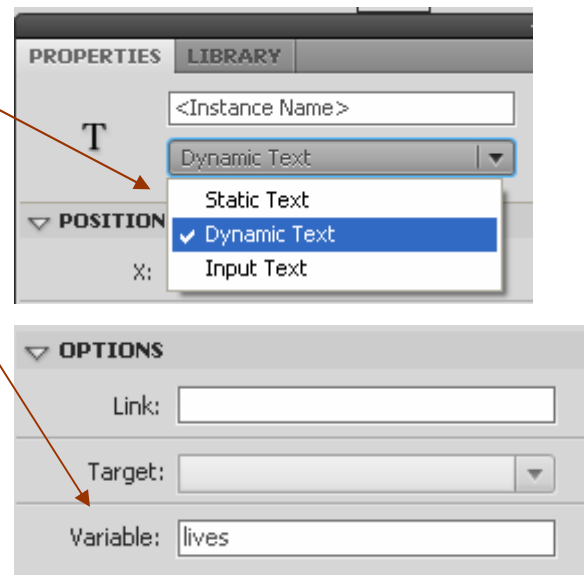 PROPERTIES LIBRARY
<Instance Name>
T
Dynamic Text
Static Text
POSITION
Dynamic Text
X:
Input Text
OPTIONS
Link:
Target:
Variable: lives